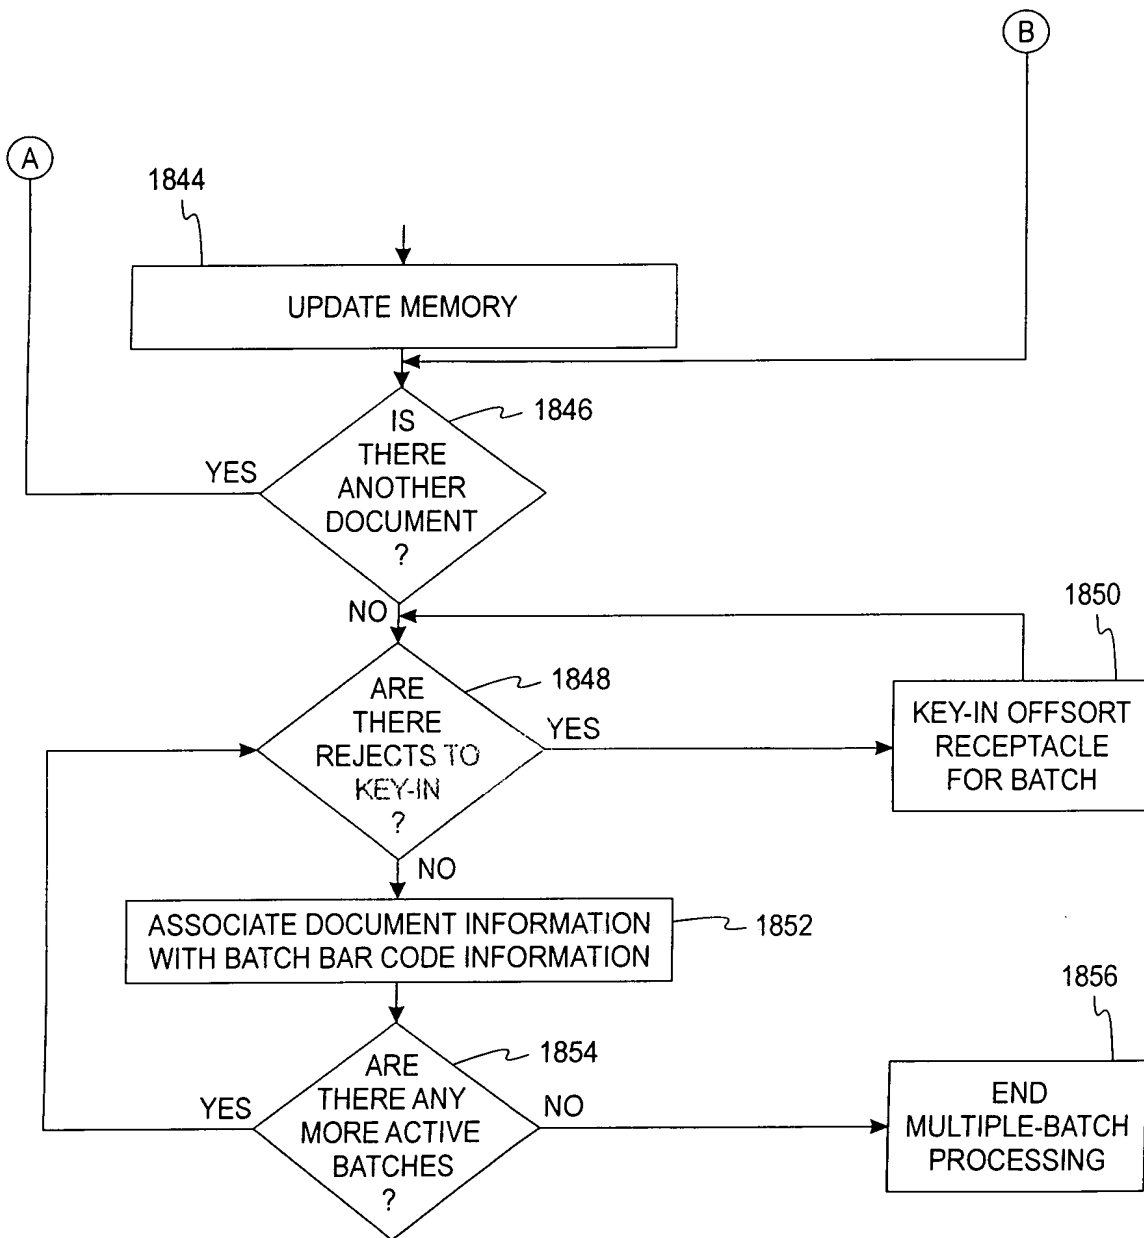 B
A
1844
UPDATE MEMORY
1846
IS
THERE
ANOTHER
DOCUMENT
?
YES
NO
1850
1848
ARE
THERE
REJECTS TO
KEY-IN
?
YES
KEY-IN OFFSORT
RECEPTACLE
FOR BATCH
NO
ASSOCIATE DOCUMENT INFORMATION
WITH BATCH BAR CODE INFORMATION
1852
1856
1854
ARE
THERE ANY
MORE ACTIVE
BATCHES
?
YES
NO
END
MULTIPLE-BATCH
PROCESSING